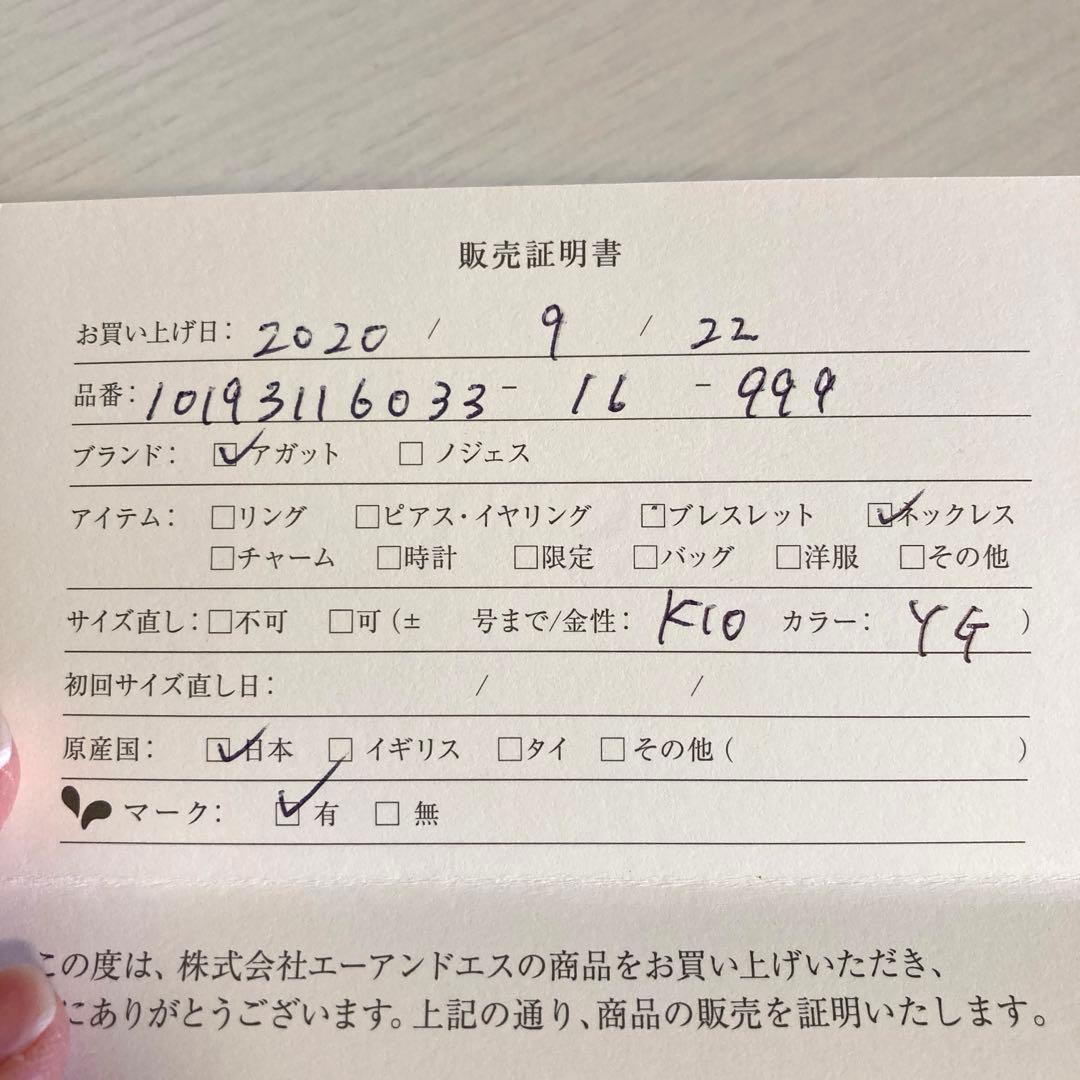 販売証明書
お買い上げ日: 2020 / 9 / 22
品番: 10193116033 - 16 - 999
ブランド: ☑アガット □ノジェス
アイテム: □リング □ピアス・イヤリング □ブレスレット ☑ネックレス
□チャーム □時計 □限定 □バッグ □洋服 □その他
サイズ直し: □不可 □可 (± 号まで/金性: K10 カラー: YG )
初回サイズ直し日: / /
原産国: ☑日本 □イギリス □タイ □その他 ( )
マーク: ☑有 □無
この度は、株式会社エーアンドエスの商品をお買い上げいただき、
にありがとうございます。上記の通り、商品の販売を証明いたします。